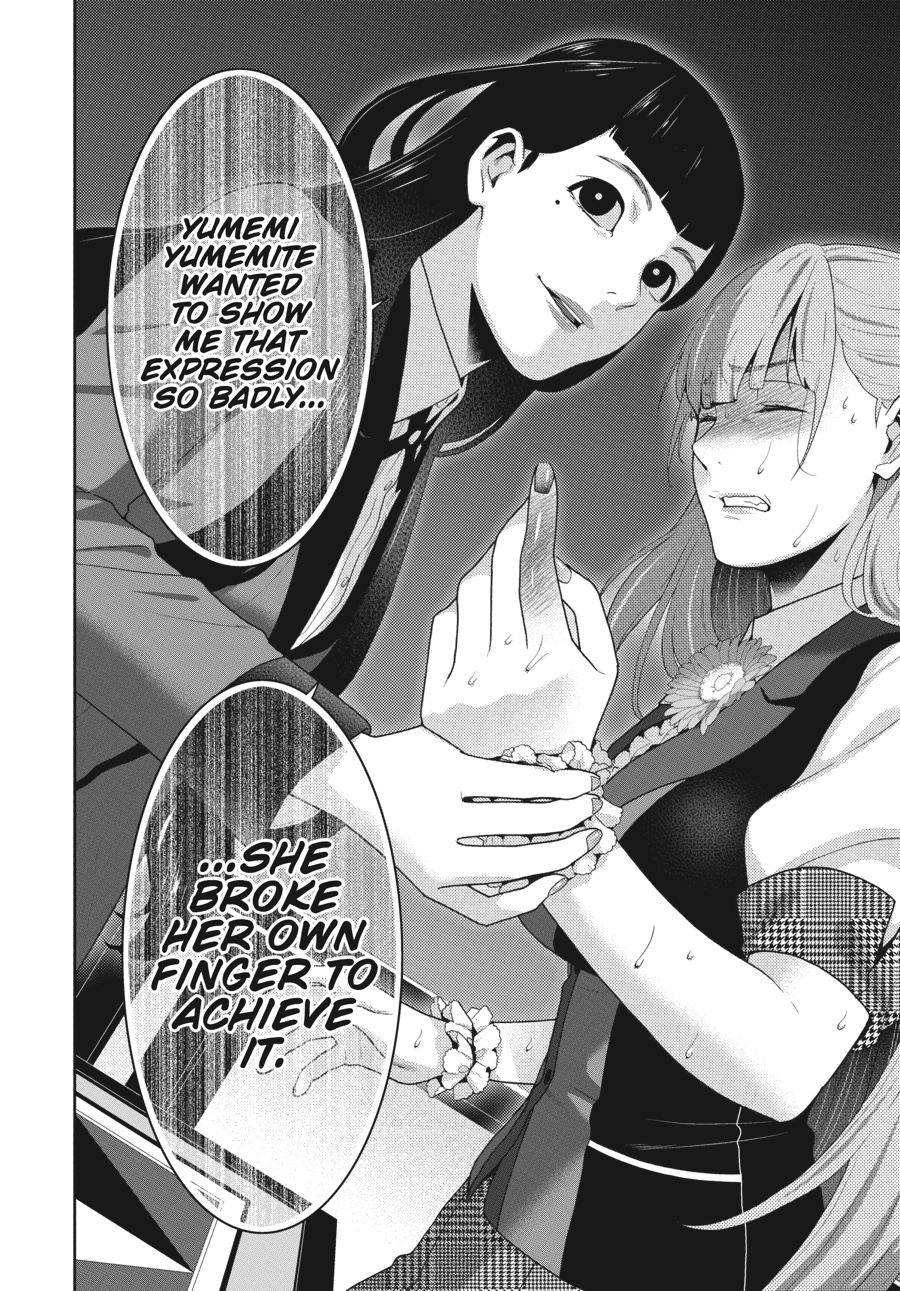 YUMEMI
YUMEMITE
WANTED
TO SHOW
ME THAT
EXPRESSION
SO BADLY...
...SHE
BROKE
HER OWN
FINGER TO
ACHIEVE
IT.